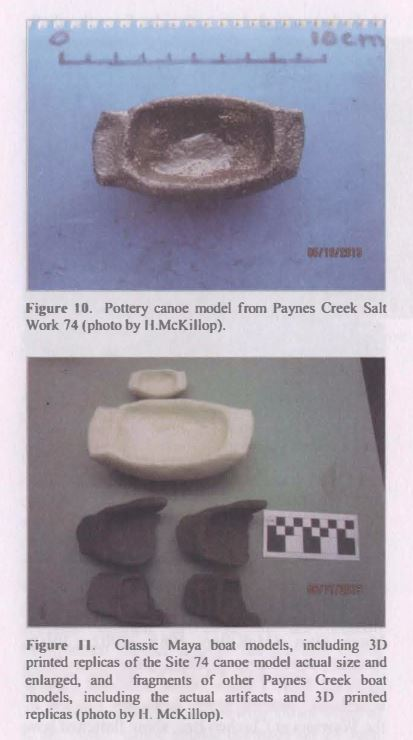 0 10cm
Figure 10. Pottery canoe model from Paynes Creek Salt
Work 74 (photo by H.McKillop).
Figure 11. Classic Maya boat models, including 3D
printed replicas of the Site 74 canoe model actual size and
enlarged, and fragments of other Paynes Creek boat
models, including the actual artifacts and 3D printed
replicas (photo by H. McKillop).